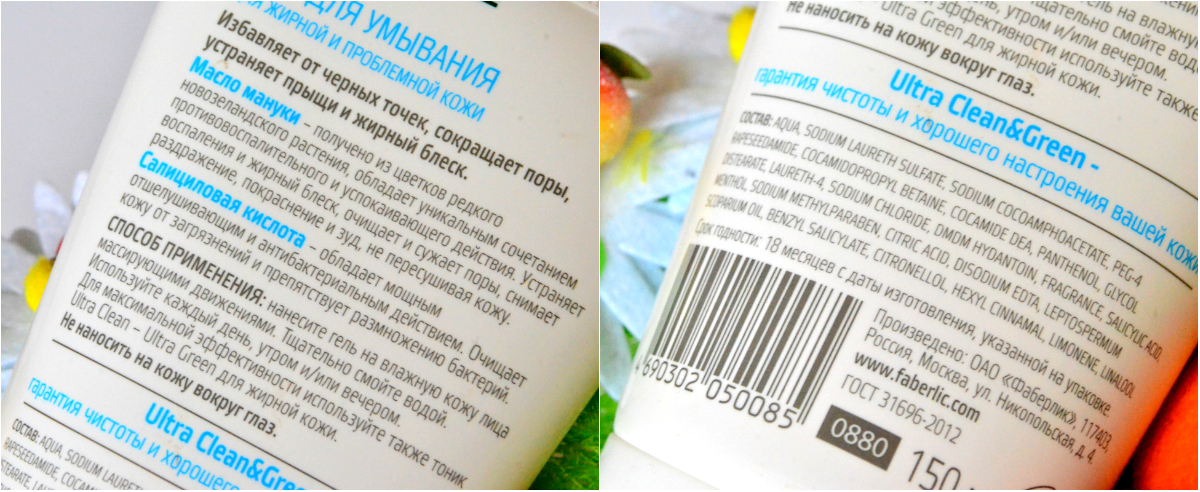 ДЛЯ УМЫВАНИЯ
ЖИРНОЙ И ПРОБЛЕМНОЙ КОЖИ
Избавляет от черных точек, сокращает поры,
устраняет прыщи и жирный блеск.
Масло мануки – получено из цветков редкого
новозеландского растения, обладает уникальным сочетанием
противовоспалительного и успокаивающего действия. Устраняет
воспаления и жирный блеск, очищает и сужает поры, снимает
раздражение, покраснение и зуд, не пересушивая кожу.
Салициловая кислота – обладает мощным
отшелушивающим и антибактериальным действием. Очищает
кожу от загрязнений и препятствует размножению бактерий.
СПОСОБ ПРИМЕНЕНИЯ: нанесите гель на влажную кожу лица
массирующими движениями. Тщательно смойте водой.
Используйте каждый день, утром и/или вечером.
Для максимальной эффективности используйте также тоник
Ultra Clean – Ultra Green для жирной кожи.
Не наносить на кожу вокруг глаз.
Ultra Clean&Gree
гарантия чистоты и хорошего
СОСТАВ: AQUA, SODIUM LAURETH
RAPESEEDAMIDE, COCAM
гель на влажную
Тщательно смойте водо
утром и/или вечером.
эффективности используйте также
Ultra Green для жирной кожи.
Не наносить на кожу вокруг глаз.
Ultra Clean&Green –
гарантия чистоты и хорошего настроения вашей кожи
СОСТАВ: AQUA, SODIUM LAURETH SULFATE, SODIUM COCOAMPHOACETATE, PEG-4
RAPESEEDAMIDE, COCAMIDOPROPYL BETAINE, COCAMIDE DEA, PANTHENOL, GLYCOL
DISTEARATE, LAURETH-4, SODIUM CHLORIDE, DMDM HYDANTOIN, FRAGRANCE, SALICYLIC ACID,
MENTHOL, SODIUM METHYLPARABEN, CITRIC ACID, DISODIUM EDTA, LEPTOSPERMUM
SCOPARIUM OIL, BENZYL SALICYLATE, CITRONELLOL, HEXYL CINNAMAL, LIMONENE, LINALOOL
Срок годности: 18 месяцев с даты изготовления, указанной на упаковке.
Произведено: ОАО «Фаберлик», 117403,
Россия, Москва, ул. Никопольская, д. 4.
www.faberlic.com
ГОСТ 31696-2012
4 690302 050085
0880
150